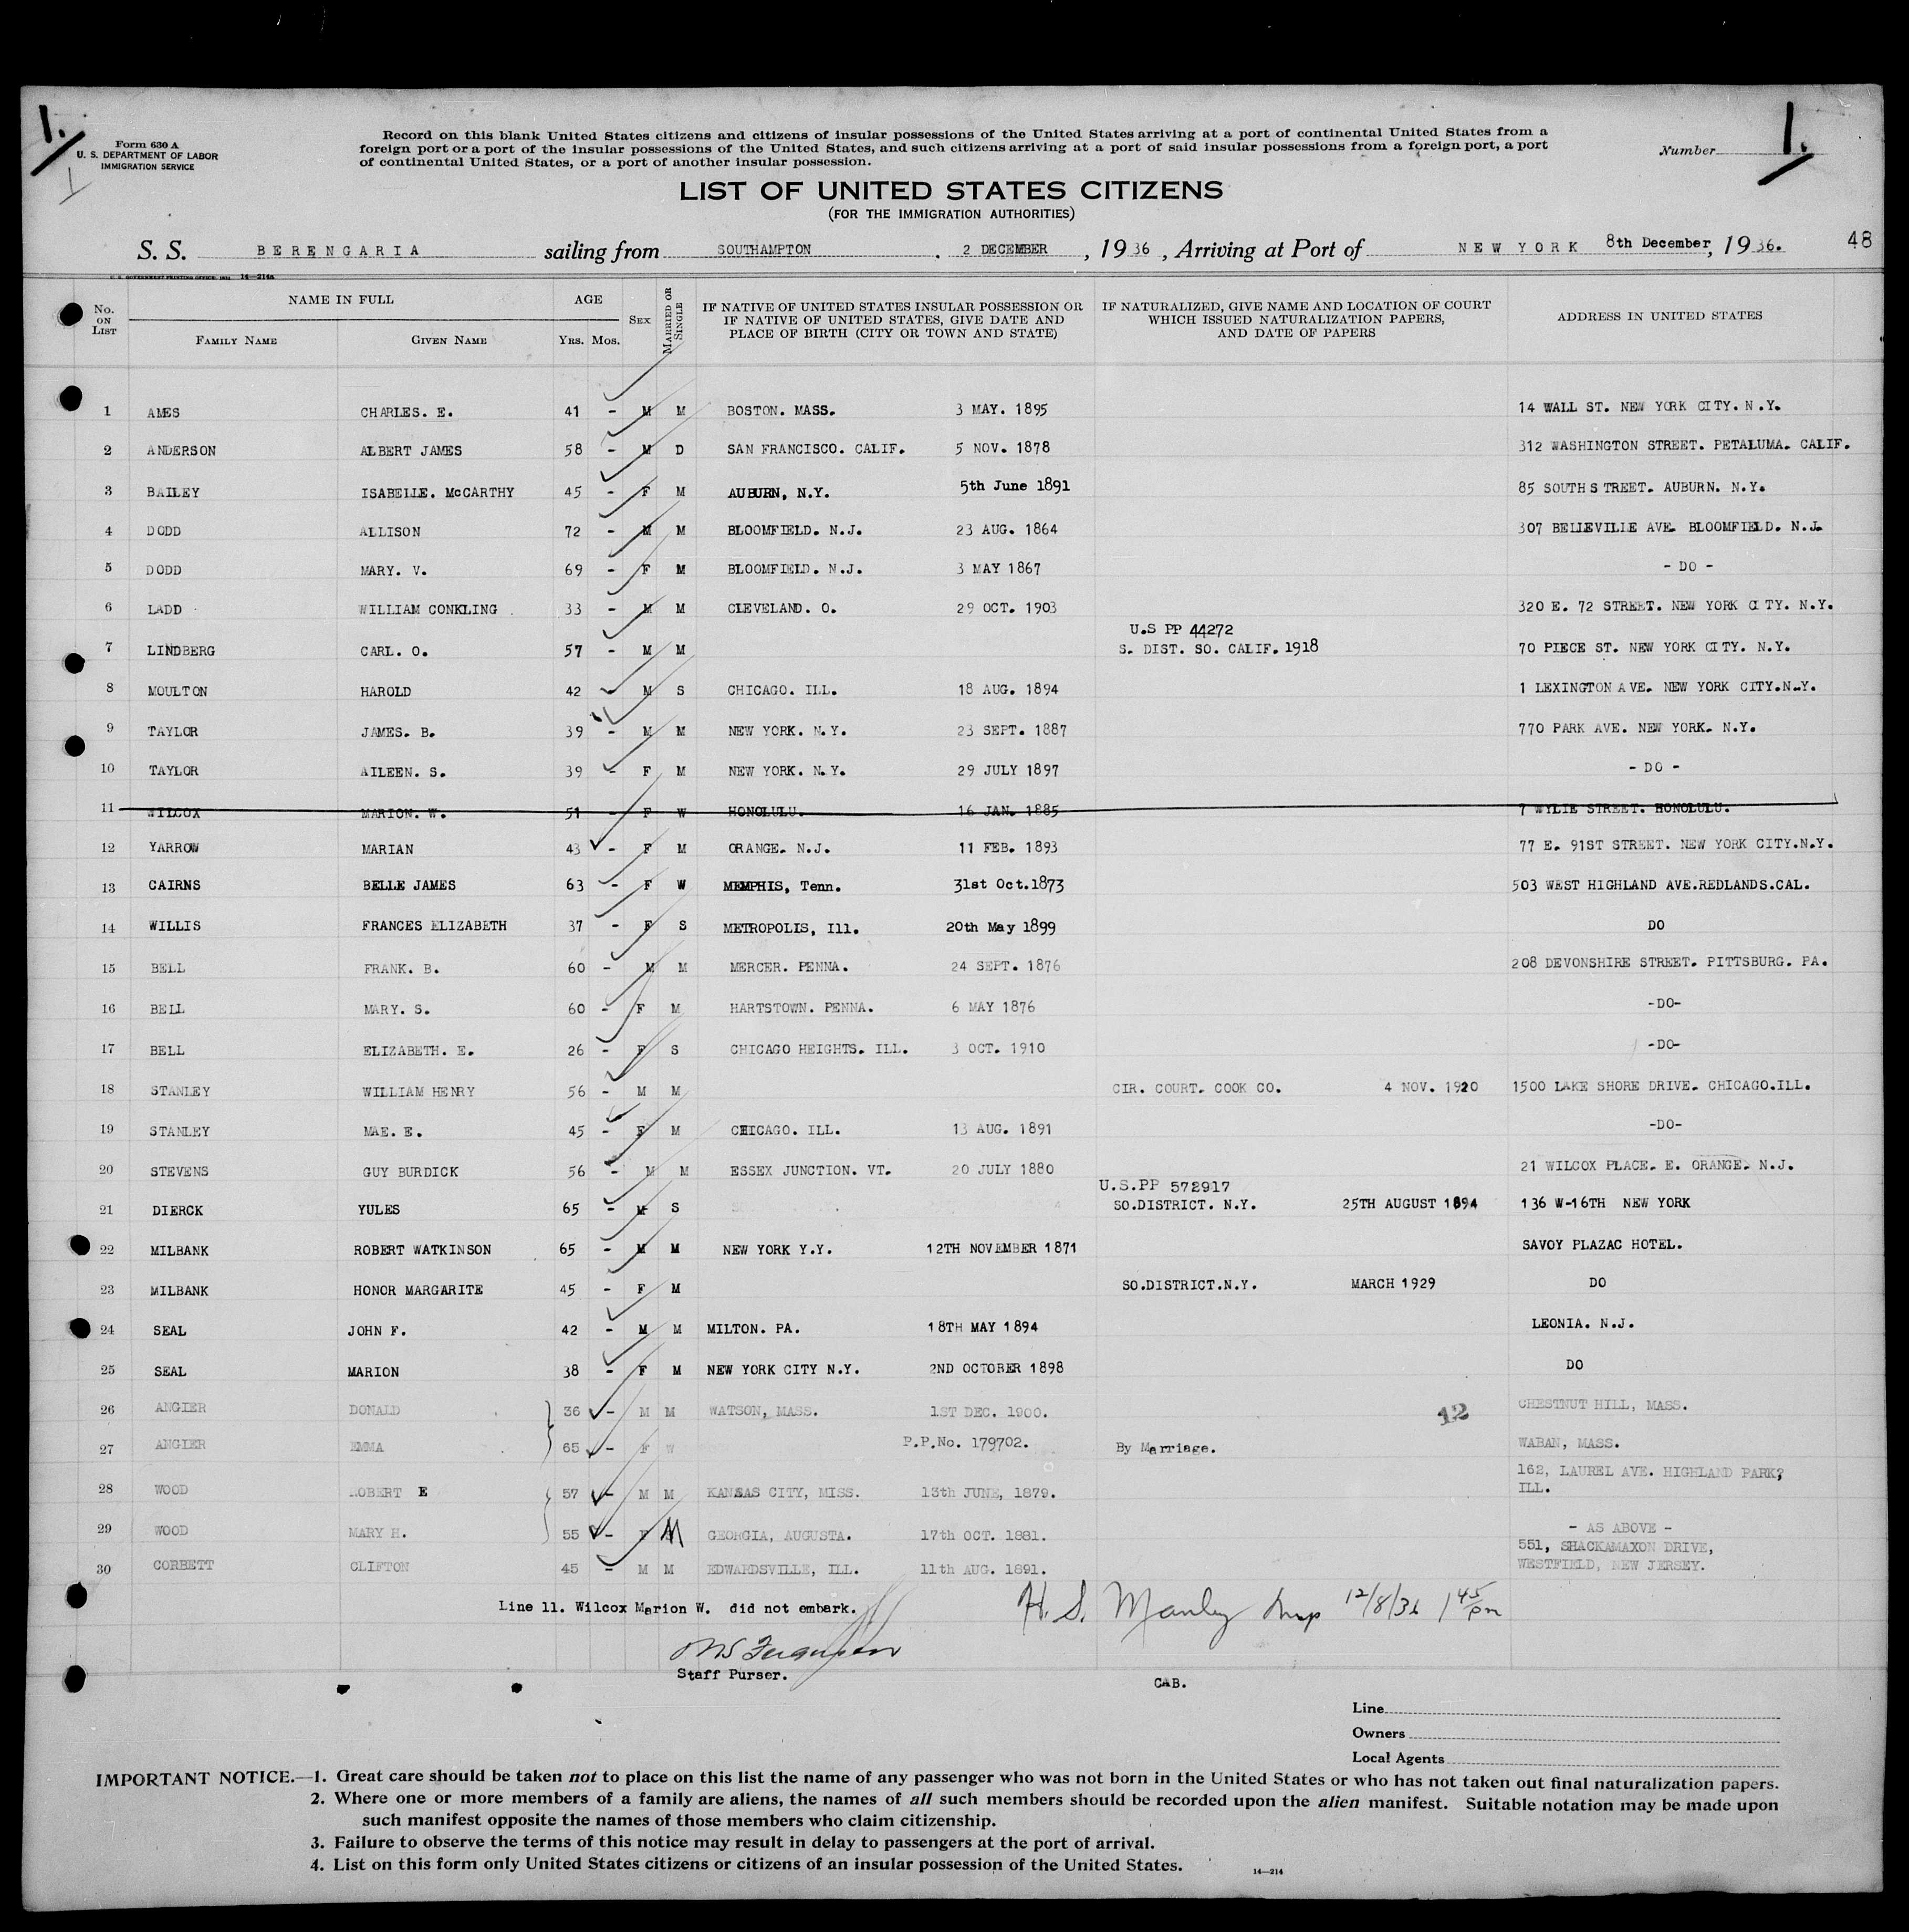 1.
1.
I
Form 630 A
U. S. DEPARTMENT OF LABOR
IMMIGRATION SERVICE
Record on this blank United States citizens and citizens of insular possessions of the United States arriving at a port of continental United States from a
foreign port or a port of the insular possessions of the United States, and such citizens arriving at a port of said insular possessions from a foreign port, a port
of continental United States, or a port of another insular possession.
Number
LIST OF UNITED STATES CITIZENS
(FOR THE IMMIGRATION AUTHORITIES)
S. S. BERENGARIA sailing from SOUTHAMPTON . 2 DECEMBER , 1936 , Arriving at Port of NEW YORK 8th December, 1936. 48
U. S. GOVERNMENT PRINTING OFFICE 14—214a
No. ON LIST NAME IN FULL AGE SEX MARRIED OR SINGLE IF NATIVE OF UNITED STATES INSULAR POSSESSION OR IF NATIVE OF UNITED STATES, GIVE DATE AND PLACE OF BIRTH (CITY OR TOWN AND STATE) IF NATURALIZED, GIVE NAME AND LOCATION OF COURT WHICH ISSUED NATURALIZATION PAPERS, AND DATE OF PAPERS ADDRESS IN UNITED STATES
FAMILY NAME GIVEN NAME YRS. MOS.
1 AMES CHARLES. E. 41 - M M BOSTON. MASS. 3 MAY. 1895 14 WALL ST. NEW YORK CITY. N.Y.
2 ANDERSON ALBERT JAMES 58 - M D SAN FRANCISCO. CALIF. 5 NOV. 1878 312 WASHINGTON STREET. PETALUMA. CALIF.
3 BAILEY ISABELLE. McCARTHY 45 - F M AUBURN, N.Y. 5th June 1891 85 SOUTH STREET. AUBURN. N.Y.
4 DODD ALLISON 72 - M M BLOOMFIELD. N.J. 23 AUG. 1864 307 BELLEVILLE AVE. BLOOMFIELD. N.J.
5 DODD MARY. V. 69 - F M BLOOMFIELD. N.J. 3 MAY 1867 - DO -
6 LADD WILLIAM CONKLING 33 - M M CLEVELAND. O. 29 OCT. 1903 320 E. 72 STREET. NEW YORK CITY. N.Y.
U.S PP 44272
7 LINDBERG CARL. O. 57 - M M S. DIST. SO. CALIF. 1918 70 PIECE ST. NEW YORK CITY. N.Y.
8 MOULTON HAROLD 42 - M S CHICAGO. ILL. 18 AUG. 1894 1 LEXINGTON AVE. NEW YORK CITY.N.Y.
9 TAYLOR JAMES. B. 39 - M M NEW YORK. N.Y. 23 SEPT. 1887 770 PARK AVE. NEW YORK. N.Y.
10 TAYLOR AILEEN. S. 39 - F M NEW YORK. N.Y. 29 JULY 1897 - DO -
11 WILCOX MARION. W. 51 - F W HONOLULU. 16 JAN. 1885 7 WYLIE STREET. HONOLULU.
12 YARROW MARIAN 43 - F M ORANGE. N.J. 11 FEB. 1893 77 E. 91ST STREET. NEW YORK CITY.N.Y.
13 CAIRNS BELLE JAMES 63 - F W MEMPHIS, Tenn. 31st Oct.1873 503 WEST HIGHLAND AVE.REDLANDS.CAL.
14 WILLIS FRANCES ELIZABETH 37 - F S METROPOLIS, Ill. 20th May 1899 DO
15 BELL FRANK. B. 60 - M M MERCER. PENNA. 24 SEPT. 1876 208 DEVONSHIRE STREET. PITTSBURG. PA.
16 BELL MARY. S. 60 - F M HARTSTOWN. PENNA. 6 MAY 1876 -DO-
17 BELL ELIZABETH. E. 26 - F S CHICAGO HEIGHTS. ILL. 3 OCT. 1910 -DO-
18 STANLEY WILLIAM HENRY 56 - M M CIR. COURT. COOK CO. 4 NOV. 1920 1500 LAKE SHORE DRIVE. CHICAGO.ILL.
19 STANLEY MAE. E. 45 - F M CHICAGO. ILL. 13 AUG. 1891 -DO-
20 STEVENS GUY BURDICK 56 - M M ESSEX JUNCTION. VT. 20 JULY 1880 21 WILCOX PLACE. E. ORANGE. N.J.
U.S.PP 572917
21 DIERCK YULES 65 - M S SO.DISTRICT. N.Y. 25TH AUGUST 1894 136 W-16TH NEW YORK
22 MILBANK ROBERT WATKINSON 65 - M M NEW YORK Y.Y. 12TH NOVEMBER 1871 SAVOY PLAZAC HOTEL.
23 MILBANK HONOR MARGARITE 45 - F M SO.DISTRICT.N.Y. MARCH 1929 DO
24 SEAL JOHN F. 42 - M M MILTON. PA. 18TH MAY 1894 LEONIA. N.J.
25 SEAL MARION 38 - F M NEW YORK CITY N.Y. 2ND OCTOBER 1898 DO
26 ANGIER DONALD 36 - M M WATSON, MASS. 1ST DEC. 1900. 12 CHESTNUT HILL, MASS.
27 ANGIER EMMA 65 - F W P.P.No. 179702. By Marriage. WABAN, MASS.
28 WOOD ROBERT E 57 - M M KANSAS CITY, MISS. 13th JUNE, 1879. 162, LAUREL AVE. HIGHLAND PARK,
ILL.
29 WOOD MARY H. 55 - F M GEORGIA, AUGUSTA. 17th OCT. 1881. - AS ABOVE -
30 CORBETT CLIFTON 45 - M M EDWARDSVILLE, ILL. 11th AUG. 1891. 551, SHACKAMAXON DRIVE,
WESTFIELD, NEW JERSEY.
Line 11. Wilcox Marion W. did not embark.
H. S. Manley Insp 12/8/36 1 45 pm
Ferguson
Staff Purser.
CAB.
Line
Owners
Local Agents
IMPORTANT NOTICE.—1. Great care should be taken not to place on this list the name of any passenger who was not born in the United States or who has not taken out final naturalization papers.
2. Where one or more members of a family are aliens, the names of all such members should be recorded upon the alien manifest. Suitable notation may be made upon
such manifest opposite the names of those members who claim citizenship.
3. Failure to observe the terms of this notice may result in delay to passengers at the port of arrival.
4. List on this form only United States citizens or citizens of an insular possession of the United States.
14—214